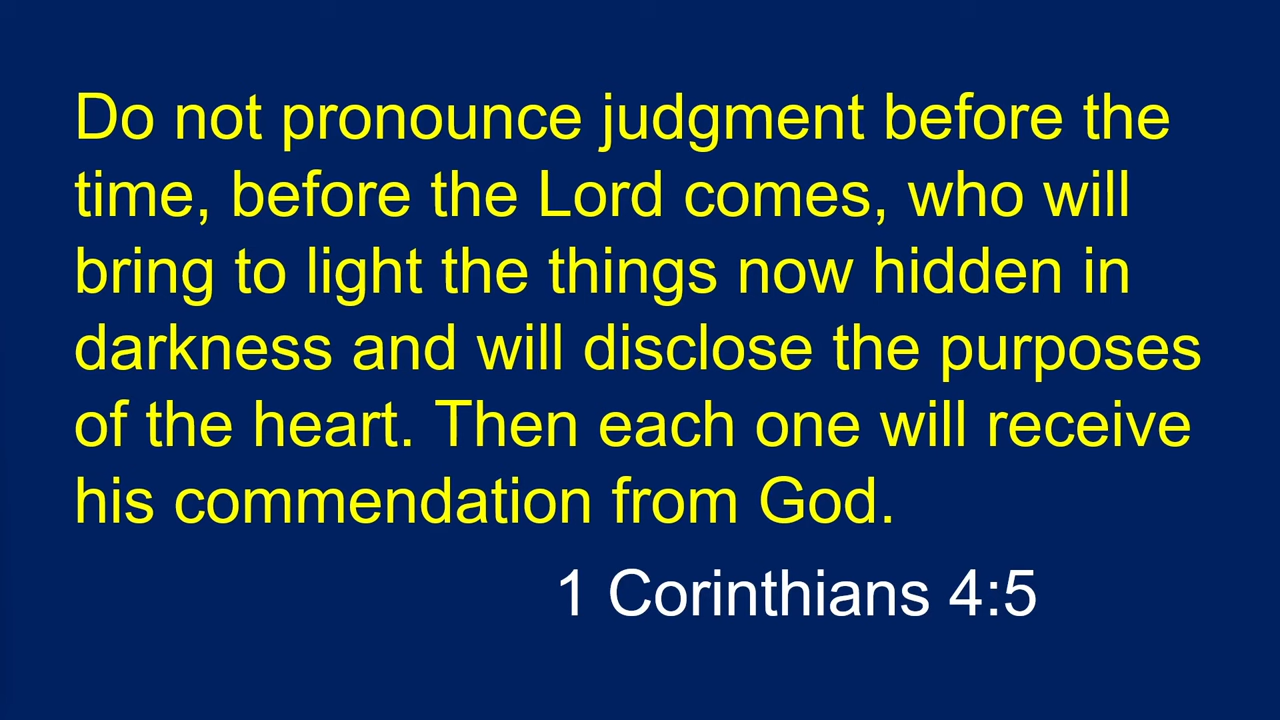 Do not pronounce judgment before the
time, before the Lord comes, who will
bring to light the things now hidden in
darkness and will disclose the purposes
of the heart. Then each one will receive
his commendation from God.
1 Corinthians 4:5